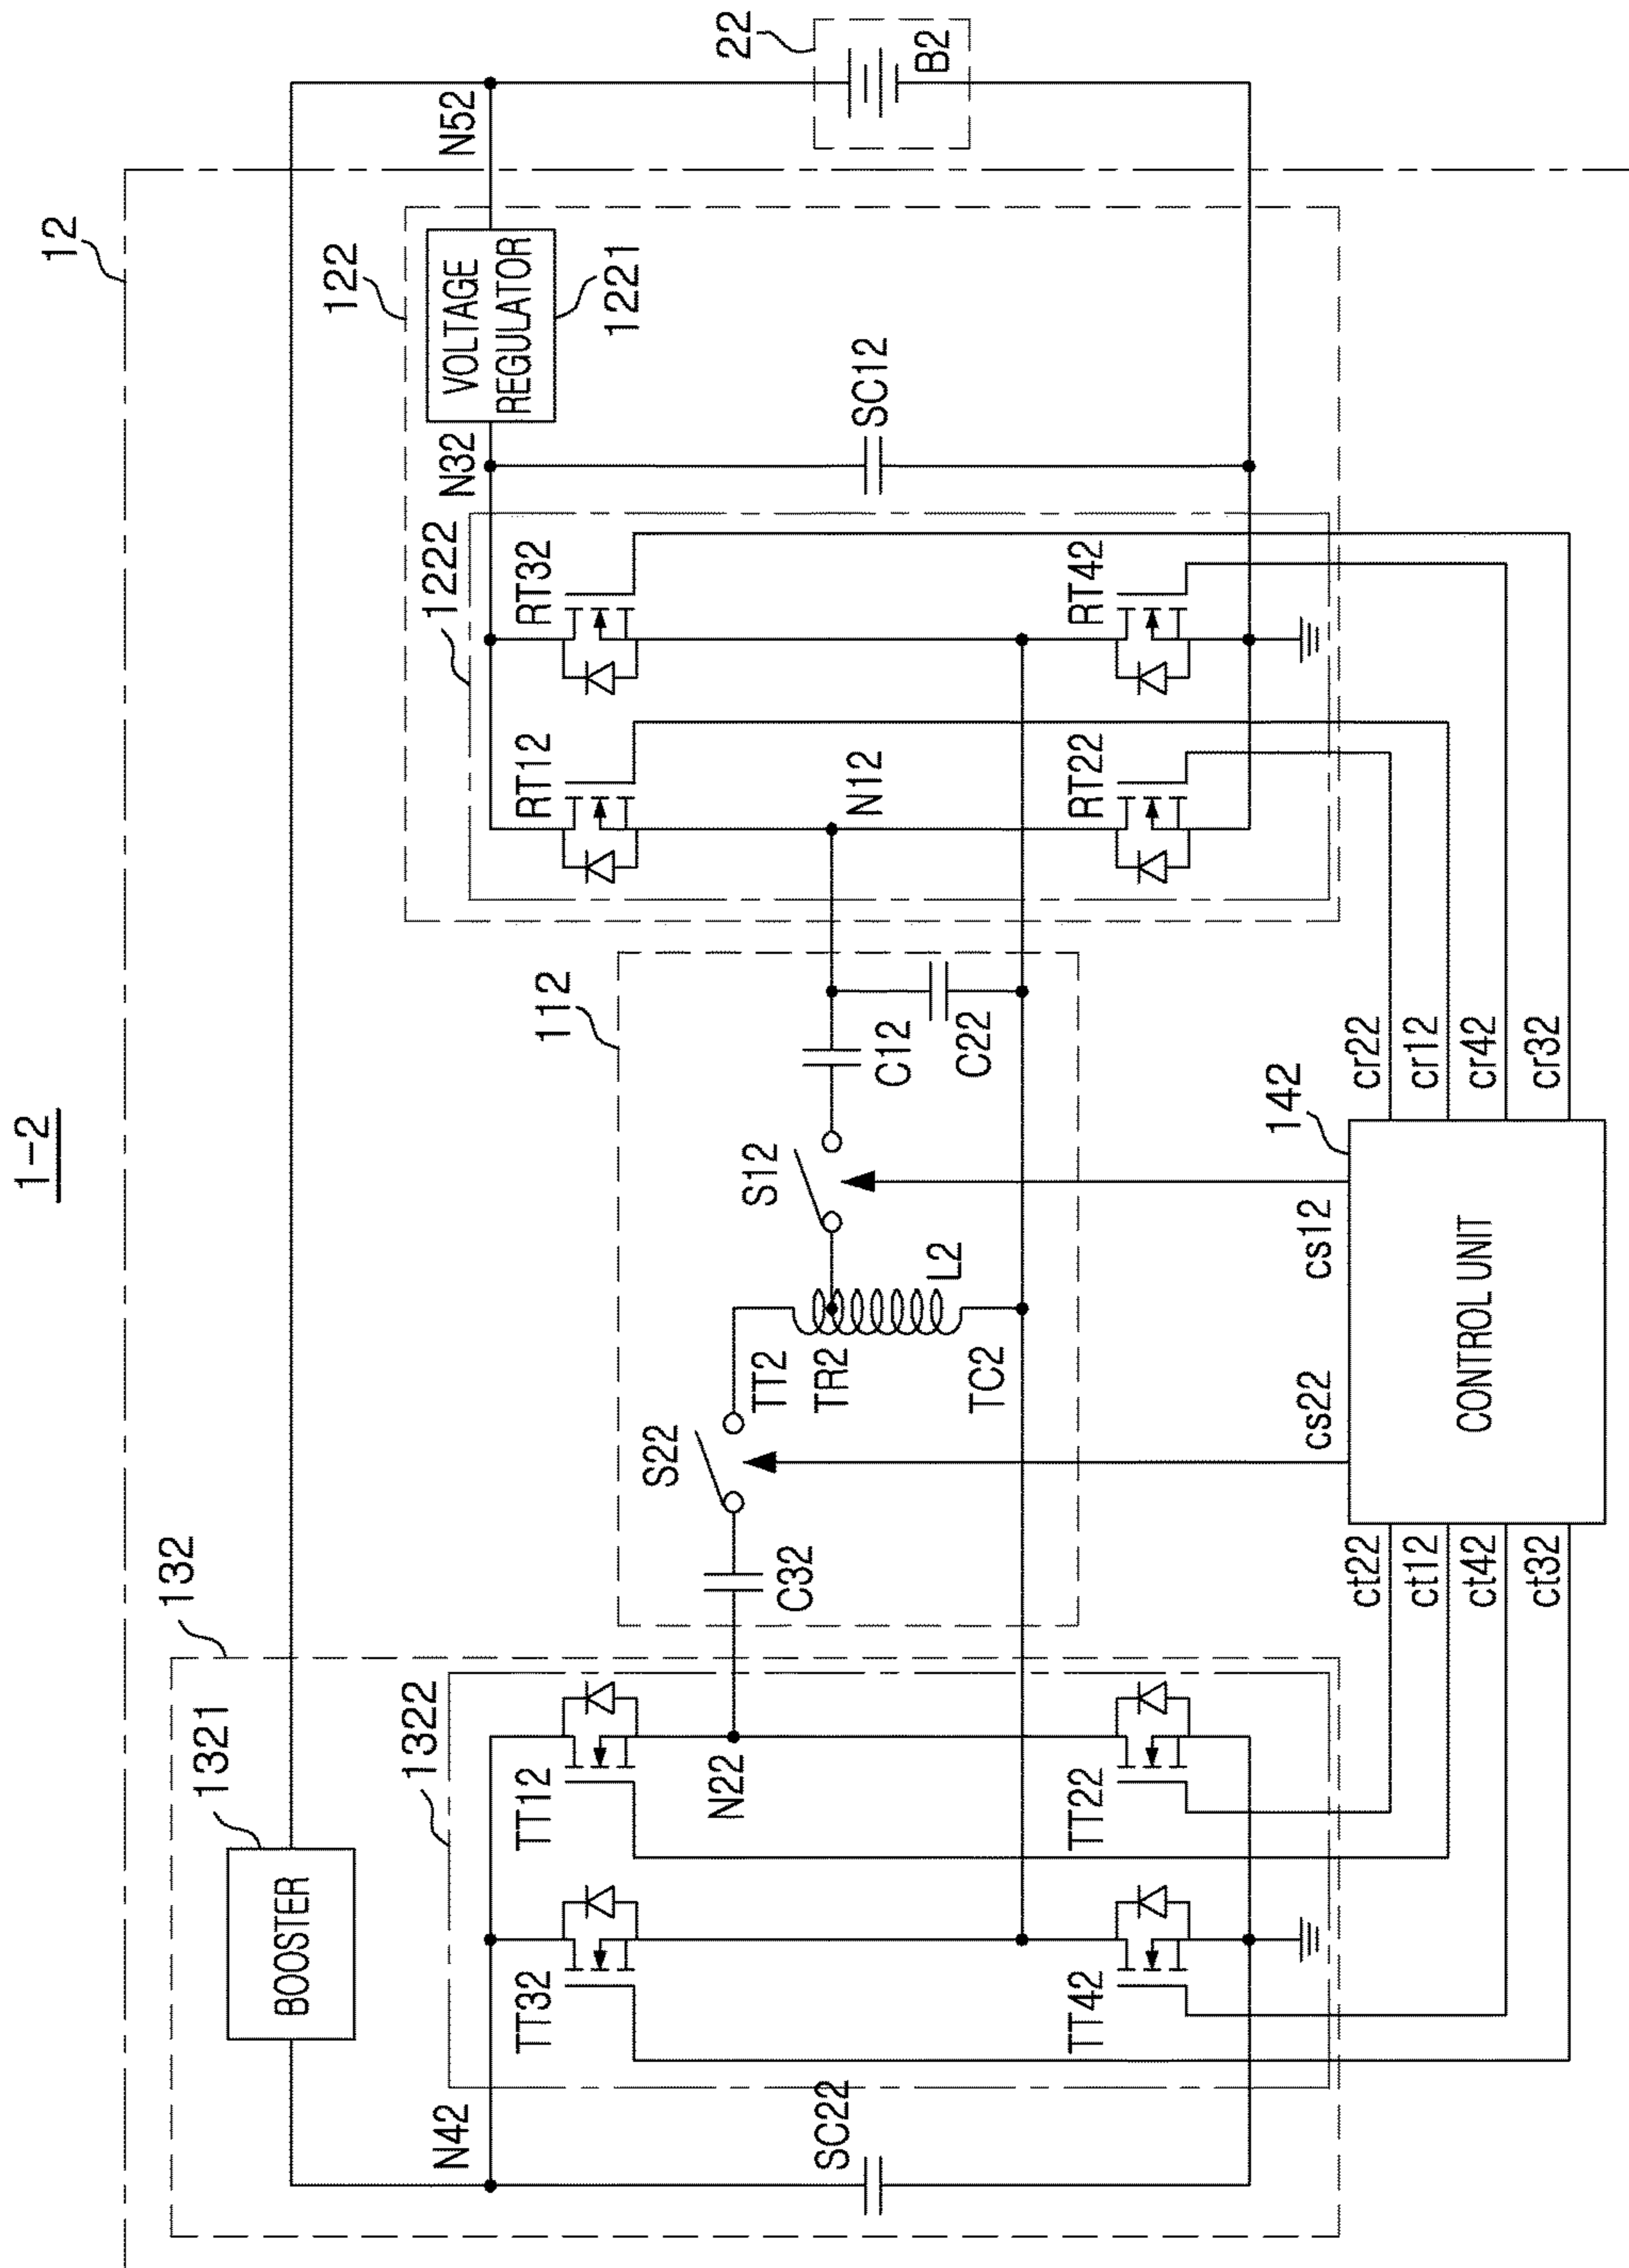 1-2
12
132
1321
BOOSTER
N42
1322
TT32
TT12
N22
SC22
TT42
TT22
112
S22
C32
TT2
TR2
TC2
L2
S12
C12
C22
122
1222
RT12
RT32
N12
RT22
RT42
N32
VOLTAGE
REGULATOR
1221
N52
SC12
22
B2
142
CONTROL UNIT
cs22
cs12
ct22
ct12
ct42
ct32
cr22
cr12
cr42
cr32